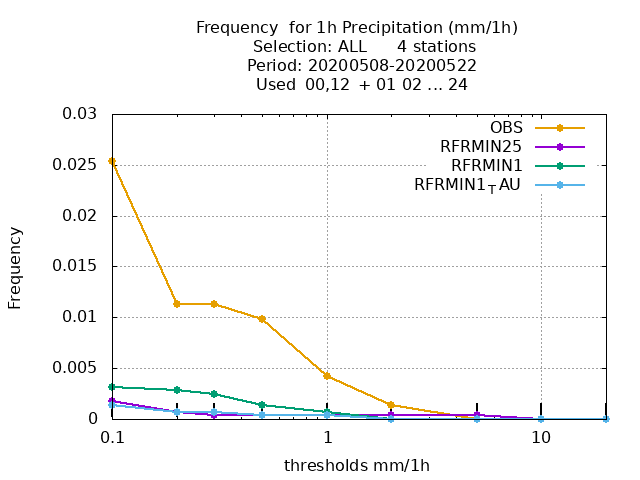 Frequency  for 1h Precipitation (mm/1h)
Selection: ALL      4 stations
Period: 20200508-20200522
Used  00,12  + 01 02 ... 24
0.03
0.025
0.02
0.015
0.01
0.005
0
Frequency
OBS
RFRMIN25
RFRMIN1
RFRMIN1TAU
0.1
1
10
thresholds mm/1h